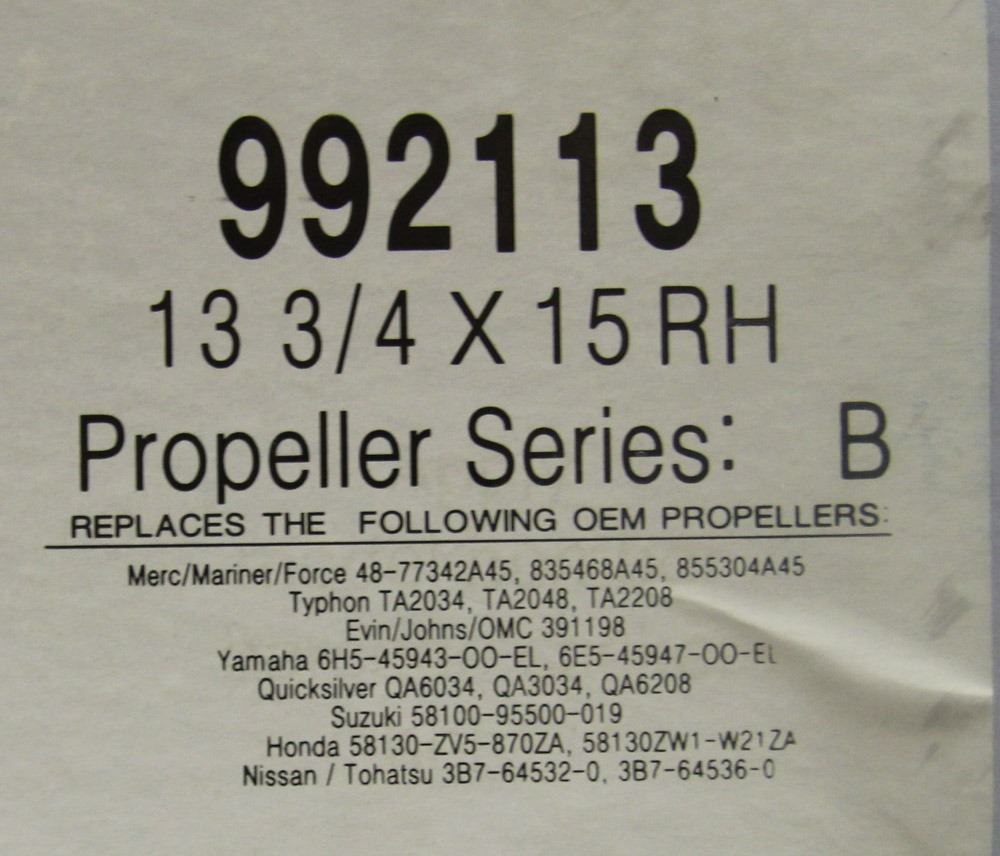 992113
13 3/4 X 15 RH
Propeller Series: B
REPLACES THE FOLLOWING OEM PROPELLERS:
Merc/Mariner/Force 48-77342A45, 835468A45, 855304A45
Typhon TA2034, TA2048, TA2208
Evin/Johns/OMC 391198
Yamaha 6H5-45943-00-EL, 6E5-45947-00-EL
Quicksilver QA6034, QA3034, QA6208
Suzuki 58100-95500-019
Honda 58130-ZV5-870ZA, 58130ZW1-W21ZA
Nissan / Tohatsu 3B7-64532-0, 3B7-64536-0